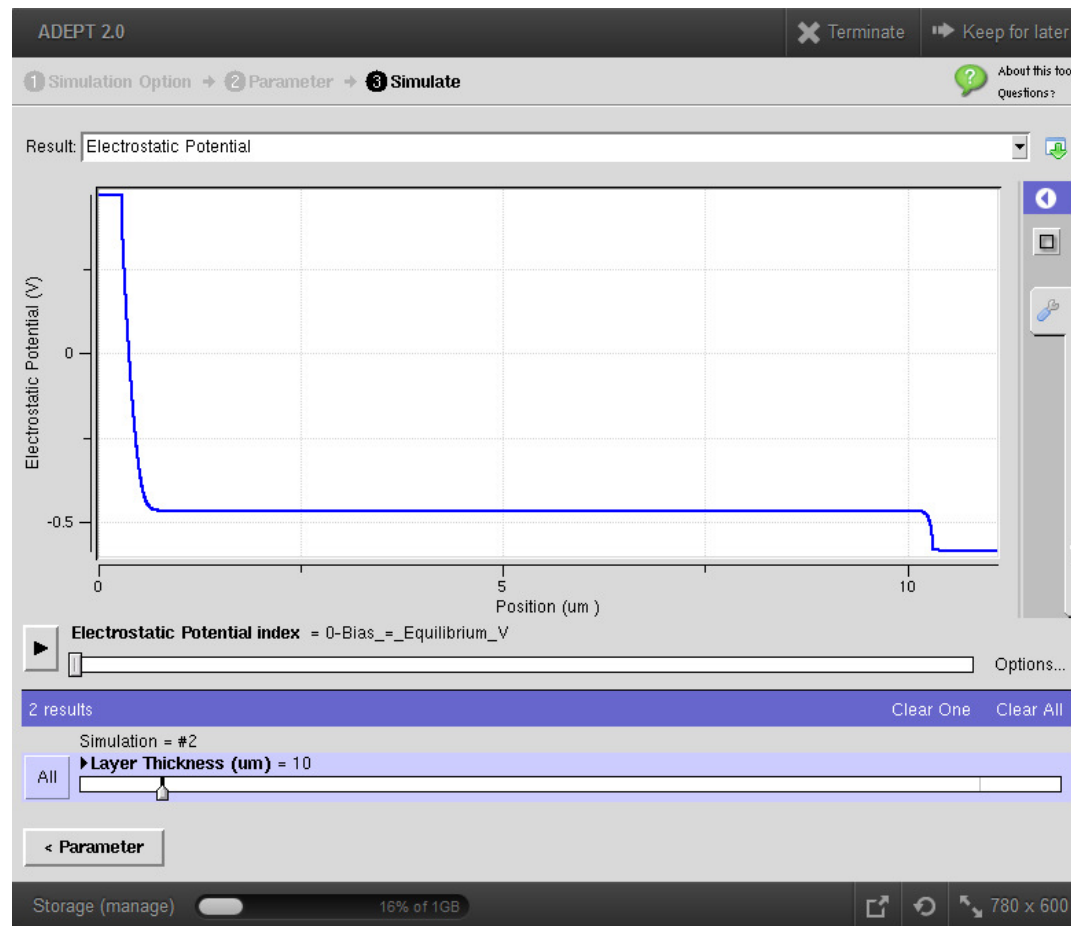 ADEPT 2.0 Terminate Keep for later
1 Simulation Option 2 Parameter 3 Simulate
About this too
Questions?
Result: Electrostatic Potential
Electrostatic Potential (V)
0
-0.5
0 5 10
Position (um )
Electrostatic Potential index = 0-Bias_=_Equilibrium_V
Options...
2 results Clear One Clear All
Simulation = #2
All
Layer Thickness (um) = 10
< Parameter
Storage (manage) 16% of 1GB 780 x 600